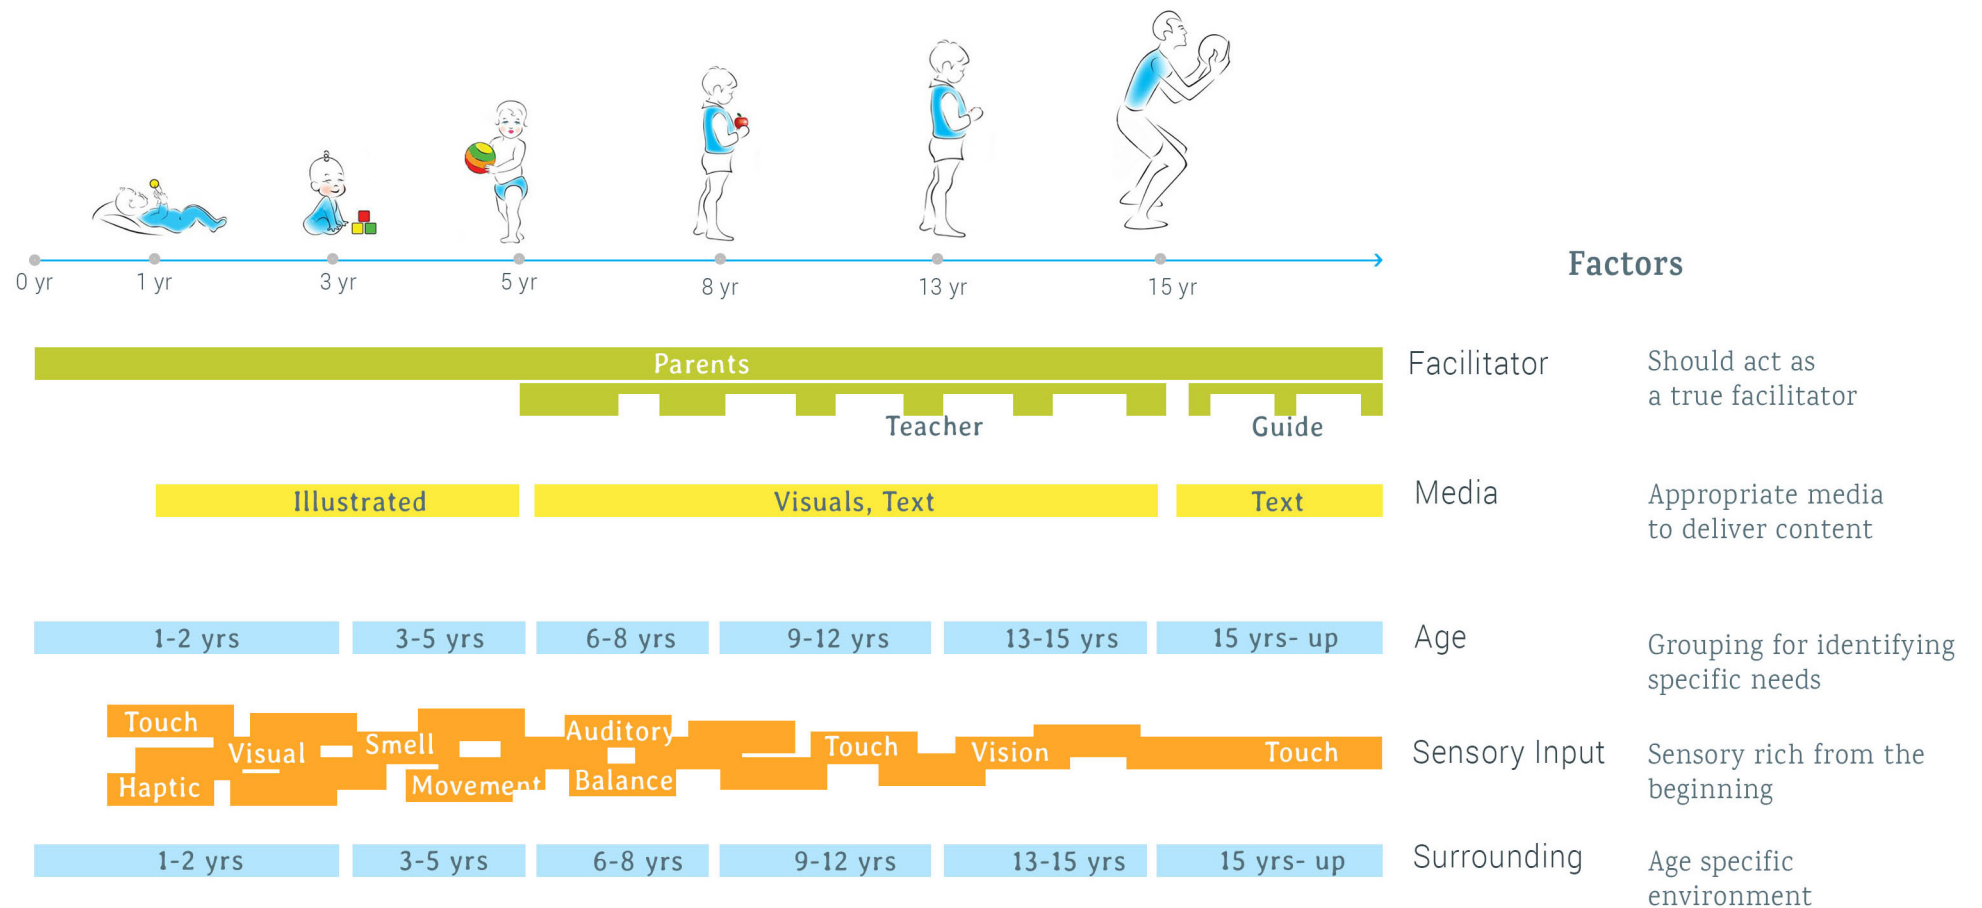 0 yr
1 yr
3 yr
5 yr
8 yr
13 yr
15 yr
Factors
Parents
Teacher
Guide
Facilitator
Should act as
a true facilitator
Illustrated
Visuals, Text
Text
Media
Appropriate media
to deliver content
1-2 yrs
3-5 yrs
6-8 yrs
9-12 yrs
13-15 yrs
15 yrs- up
Age
Grouping for identifying
specific needs
Touch
Haptic
Visual
Smell
Movement
Auditory
Balance
Touch
Vision
Touch
Sensory Input
Sensory rich from the
beginning
1-2 yrs
3-5 yrs
6-8 yrs
9-12 yrs
13-15 yrs
15 yrs- up
Surrounding
Age specific
environment